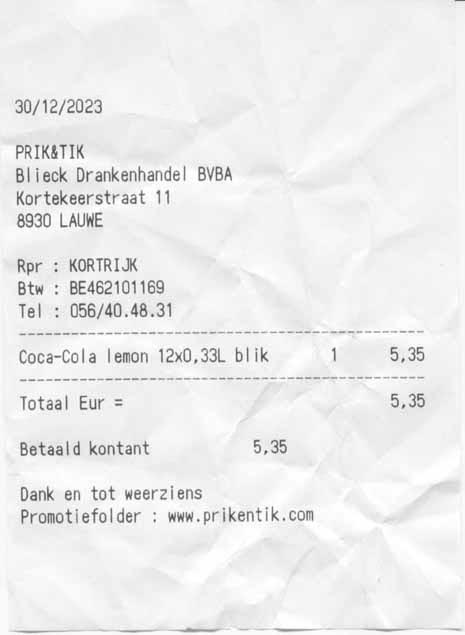 30/12/2023
PRIK&TIK
Blieck Drankenhandel BVBA
Kortekeerstraat 11
8930 LAUWE
Rpr : KORTRIJK
Btw : BE462101169
Tel : 056/40.48.31
Coca-Cola lemon 12x0,33L blik 1 5,35
Totaal Eur = 5,35
Betaald kontant 5,35
Dank en tot weerziens
Promotiefolder : www.prikentik.com